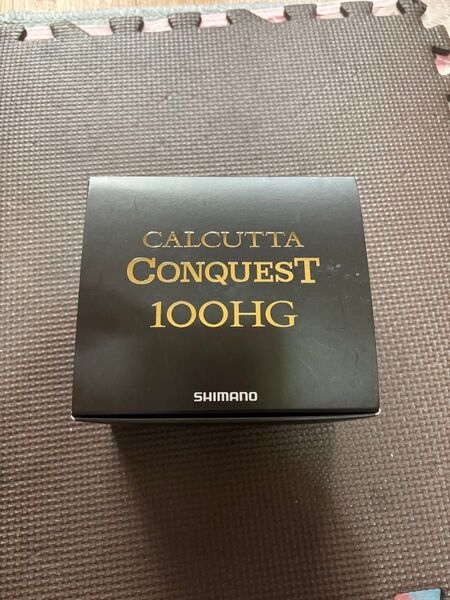 CALCUTTA
CONQUEST
100HG
SHIMANO